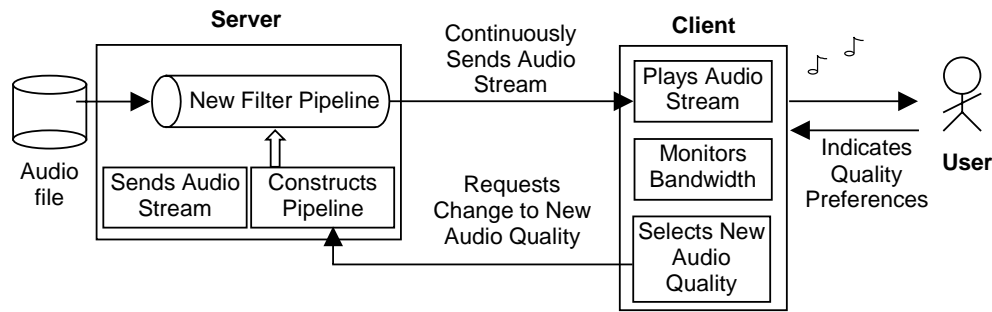 Server
Client
New Filter Pipeline
Audio
file
Sends Audio
Stream
Constructs
Pipeline
Continuously
Sends Audio
Stream
Requests
Change to New
Audio Quality
Plays Audio
Stream
Monitors
Bandwidth
Selects New
Audio
Quality
Indicates
Quality
Preferences
User